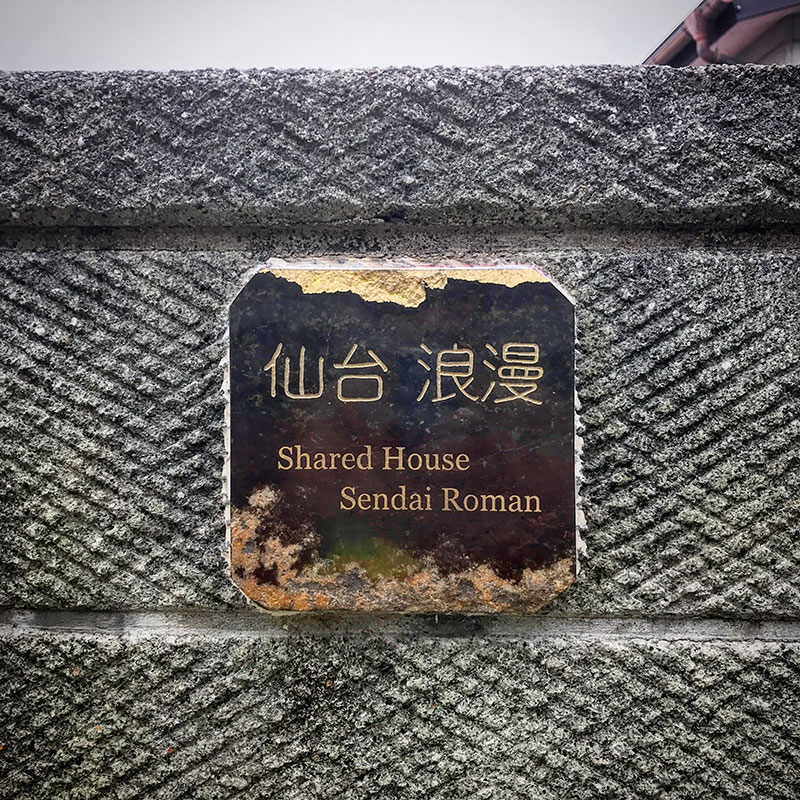 仙台 浪漫
Shared House
Sendai Roman